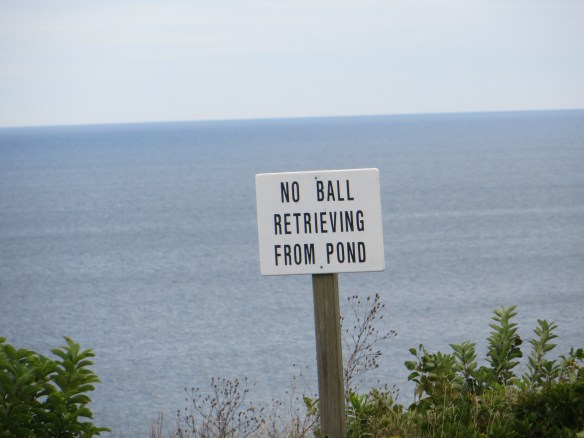 NO BALL
RETRIEVING
FROM POND